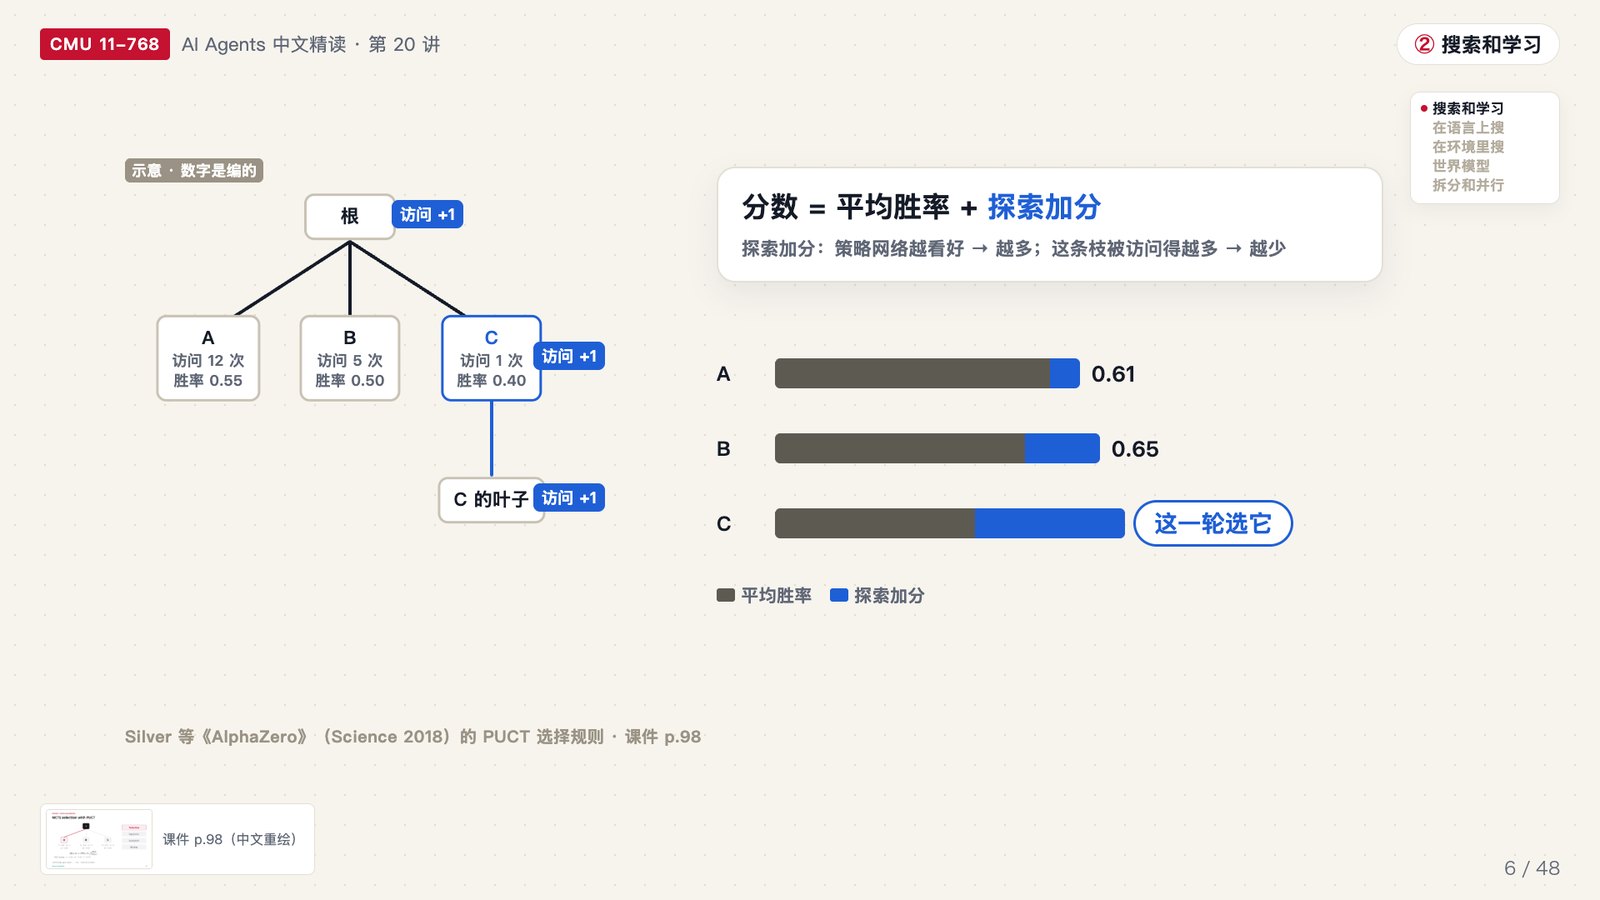 CMU 11-768 AI Agents 中文精读 · 第 20 讲
② 搜索和学习
搜索和学习
在语言上搜
在环境里搜
世界模型
拆分和并行
示意 · 数字是编的
根
访问 +1
A
访问 12 次
胜率 0.55
B
访问 5 次
胜率 0.50
C
访问 1 次
胜率 0.40
访问 +1
C 的叶子
访问 +1
分数 = 平均胜率 + 探索加分
探索加分：策略网络越看好 → 越多；这条枝被访问得越多 → 越少
A 0.61
B 0.65
C 这一轮选它
平均胜率 探索加分
Silver 等《AlphaZero》（Science 2018）的 PUCT 选择规则 · 课件 p.98
课件 p.98（中文重绘）
6 / 48